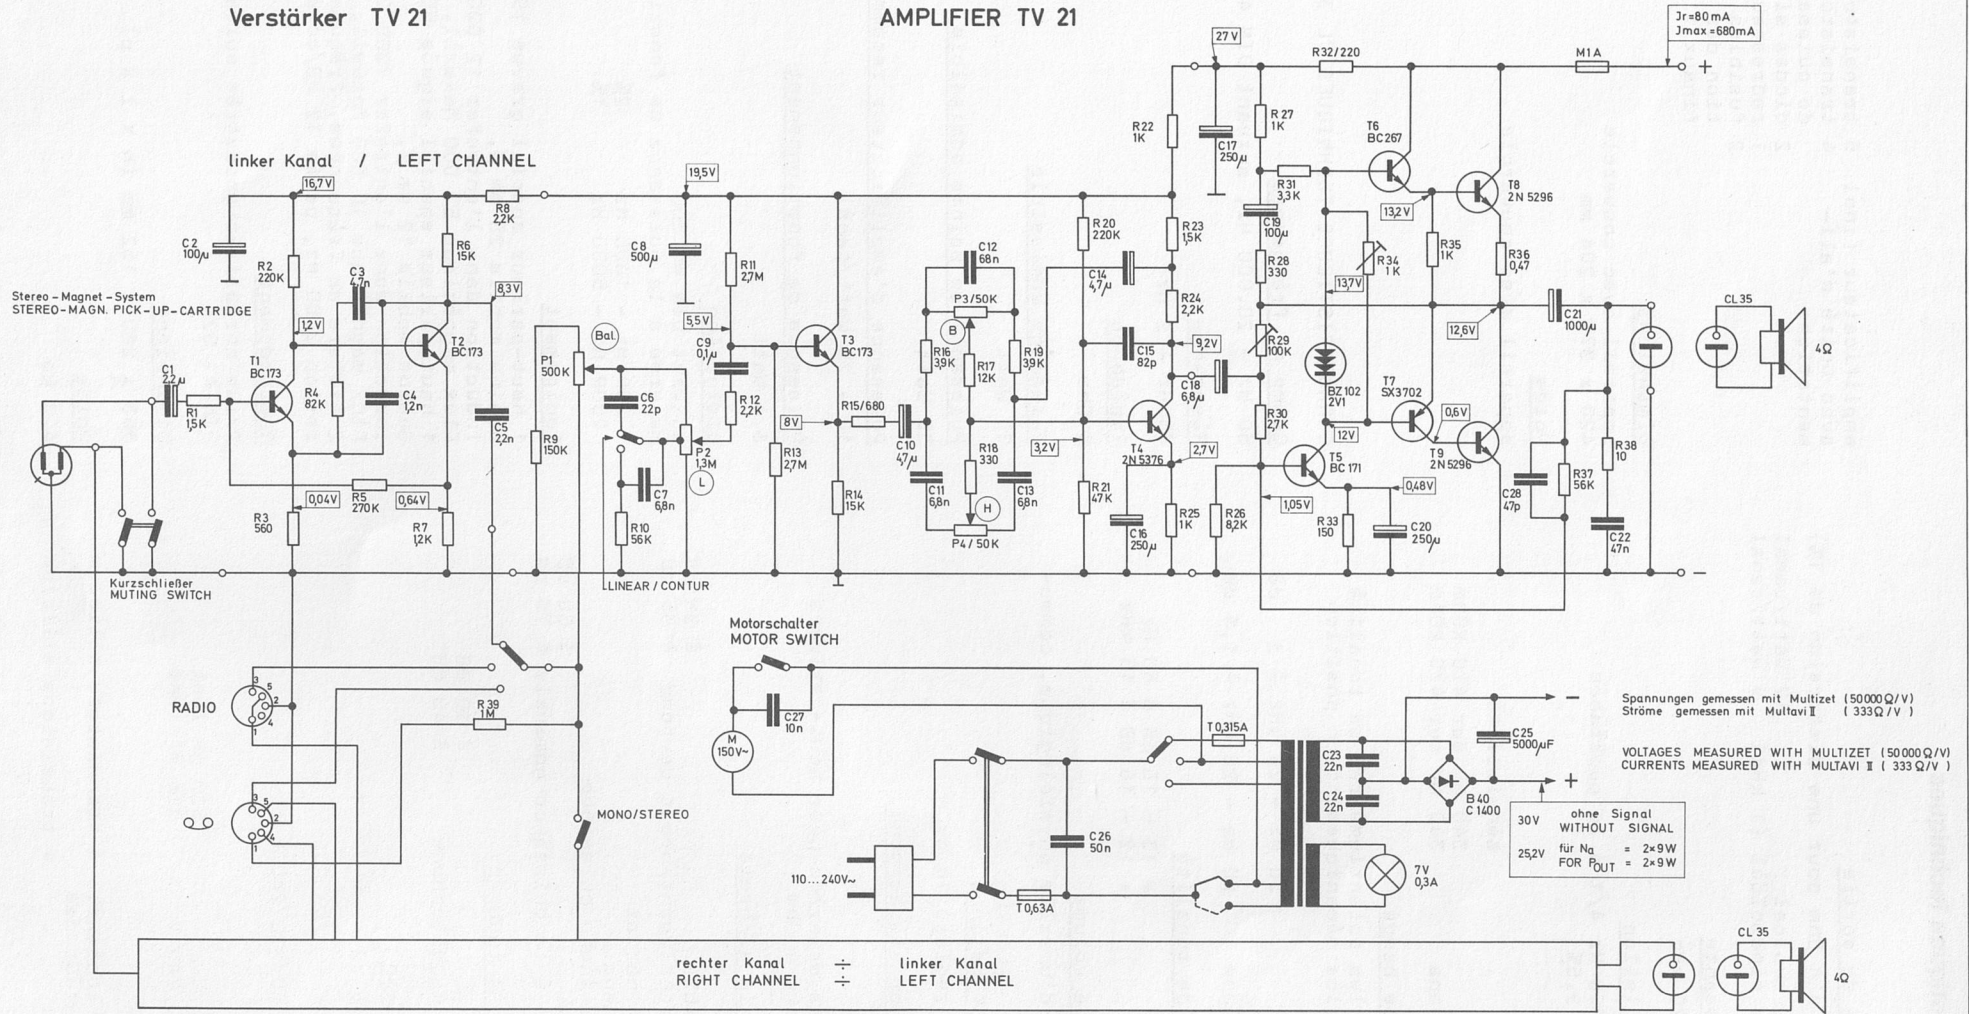 Verstärker TV 21
AMPLIFIER TV 21
Jr=80mA
Jmax=680mA
27 V
R32/220
M1A
+
linker Kanal / LEFT CHANNEL
16,7V
R8
2,2K
19,5V
R22
1K
C17
250µ
R 27
1K
T6
BC267
R31
3,3K
T8
2N 5296
13,2V
C2
100µ
R2
220K
C3
4,7n
R6
15K
8,3V
C8
500µ
R11
2,7M
C12
68n
R20
220K
C14
4,7µ
R23
1,5K
C19
100µ
R28
330
R34
1K
R35
1K
R36
0,47
13,7V
Stereo-Magnet-System
STEREO-MAGN. PICK-UP-CARTRIDGE
1,2V
T1
BC173
T2
BC173
Bal.
P1
500K
5,5V
C9
0,1µ
T3
BC173
P3/50K
B
R16
3,9K
R17
12K
R19
3,9K
R24
2,2K
C15
82p
9,2V
R29
100K
12,6V
C21
1000µ
CL 35
4Ω
C1
2,2µ
R1
1,5K
R4
82K
C4
1,2n
C5
22n
C6
22p
R12
2,2K
8V
R15/680
C10
4,7µ
C18
6,8µ
BZ102
2V1
T7
SX3702
0,6V
R9
150K
P2
1,3M
L
R13
2,7M
R18
330
3,2V
T4
2N 5376
2,7V
R30
2,7K
12V
T5
BC 171
T9
2N 5296
R38
10
C7
6,8n
C11
6,8n
C13
6,8n
H
R21
47K
0,48V
C28
47p
R37
56K
0,04V
R5
270K
0,64V
R14
15K
1,05V
R3
560
R7
1,2K
R10
56K
P4/50K
C16
250µ
R25
1K
R26
8,2K
R33
150
C20
250µ
C22
47n
–
Kurzschließer
MUTING SWITCH
LINEAR/CONTUR
Motorschalter
MOTOR SWITCH
RADIO
3
5
2
4
1
R39
1M
C27
10n
M
150V~
T 0,315A
C23
22n
C24
22n
C25
5000µF
–
+
B40
C1400
Spannungen gemessen mit Multizet (50000Ω/V)
Ströme gemessen mit Multavi II (333Ω/V)
VOLTAGES MEASURED WITH MULTIZET (50000Ω/V)
CURRENTS MEASURED WITH MULTAVI II (333Ω/V)
30V ohne Signal
WITHOUT SIGNAL
25,2V für Na = 2×9W
FOR POUT = 2×9W
3
5
2
4
1
MONO/STEREO
C26
50n
110...240V~
T 0,63A
7V
0,3A
rechter Kanal ÷ linker Kanal
RIGHT CHANNEL ÷ LEFT CHANNEL
CL 35
4Ω